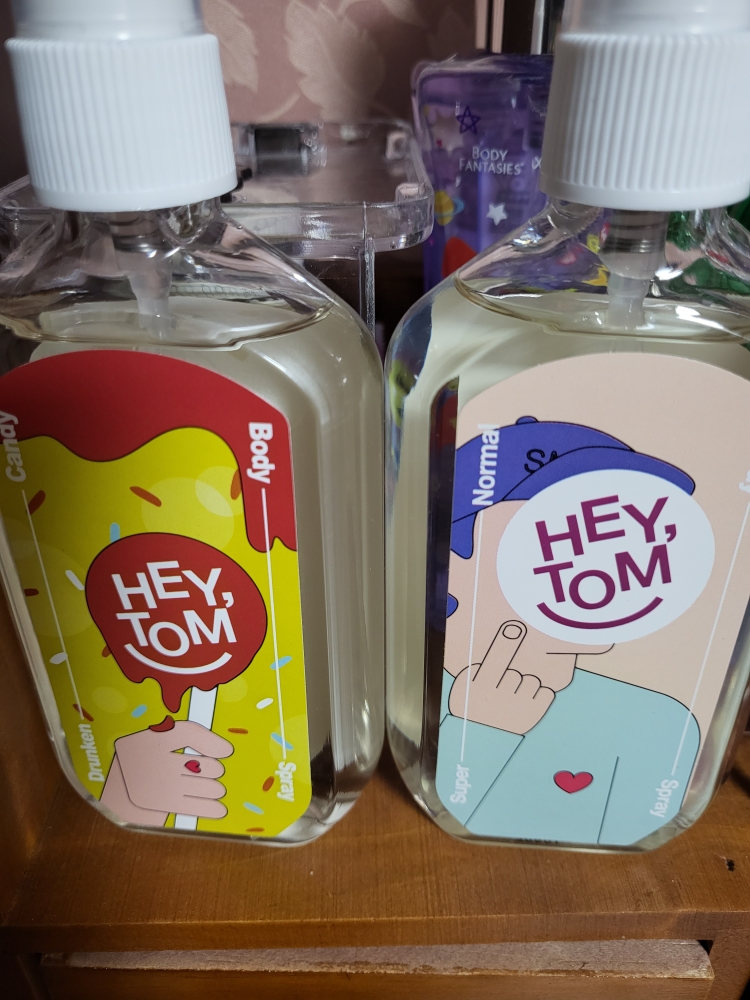 BODY
FANTASIES
Candy
Body
HEY,
TOM
Drunken
Spray
Normal
HEY,
TOM
Super
Spray